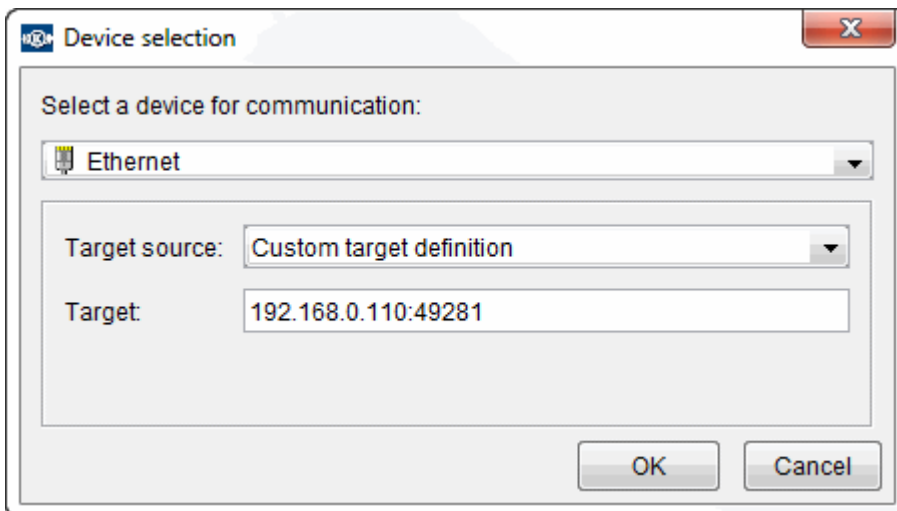 Device selection
Select a device for communication:
Ethernet
Target source: Custom target definition
Target: 192.168.0.110:49281
OK Cancel